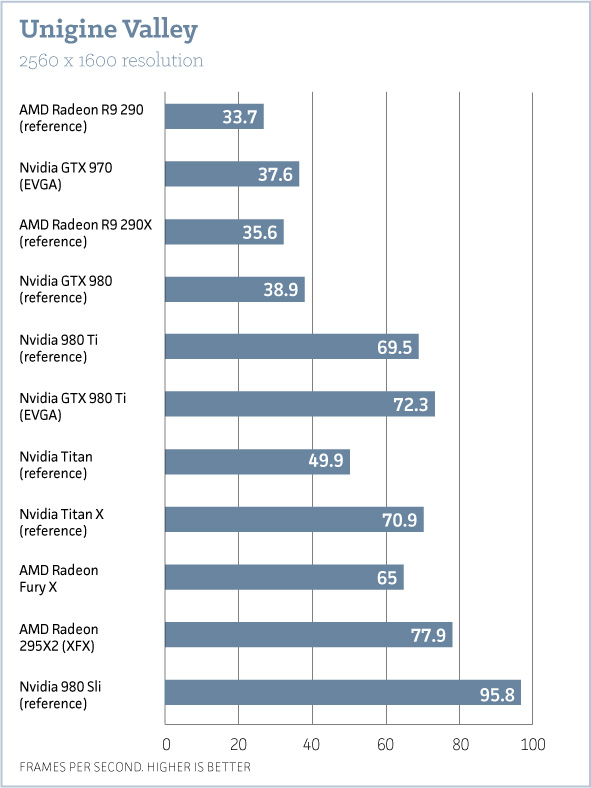 Unigine Valley
2560 x 1600 resolution
AMD Radeon R9 290
(reference)
33.7
Nvidia GTX 970
(EVGA)
37.6
AMD Radeon R9 290X
(reference)
35.6
Nvidia GTX 980
(reference)
38.9
Nvidia 980 Ti
(reference)
69.5
Nvidia GTX 980 Ti
(EVGA)
72.3
Nvidia Titan
(reference)
49.9
Nvidia Titan X
(reference)
70.9
AMD Radeon
Fury X
65
AMD Radeon
295X2 (XFX)
77.9
Nvidia 980 Sli
(reference)
95.8
0 20 40 60 80 100
FRAMES PER SECOND. HIGHER IS BETTER